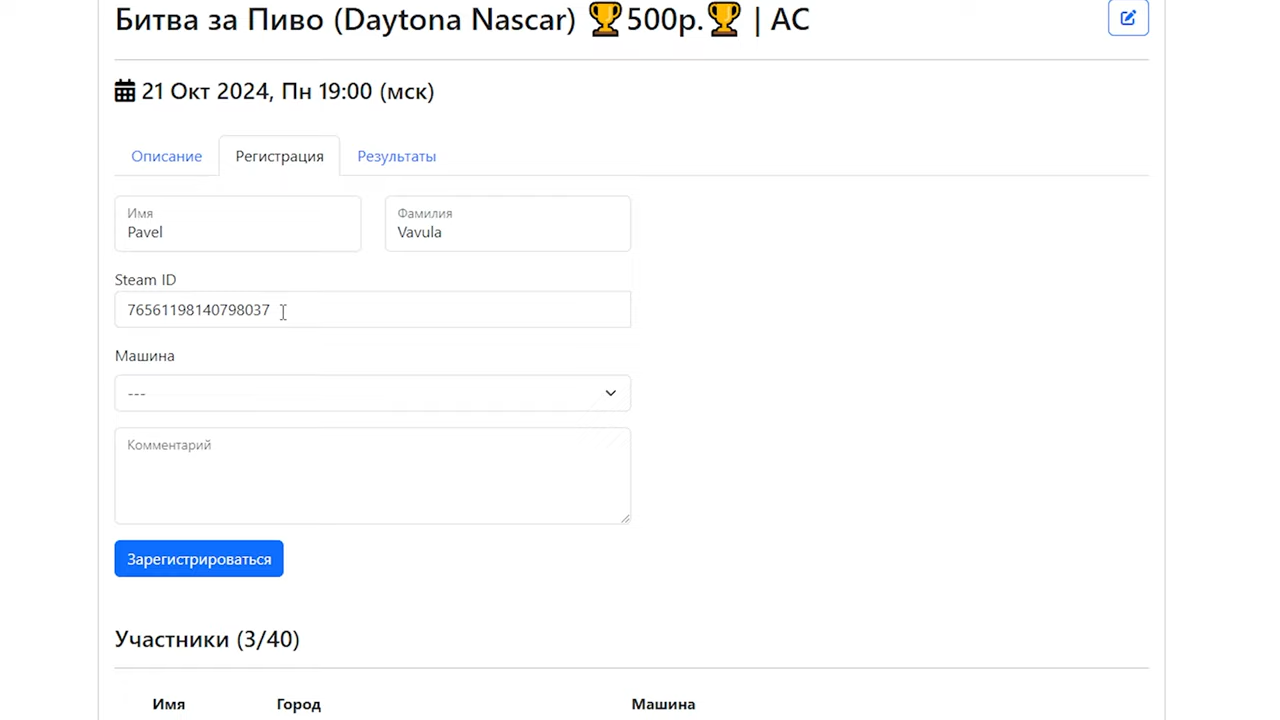 Битва за Пиво (Daytona Nascar) 🏆500р.🏆 | AC
21 Окт 2024, Пн 19:00 (мск)
Описание Регистрация Результаты
Имя Фамилия
Pavel Vavula
Steam ID
76561198140798037
Машина
---
Комментарий
Зарегистрироваться
Участники (3/40)
Имя Город Машина